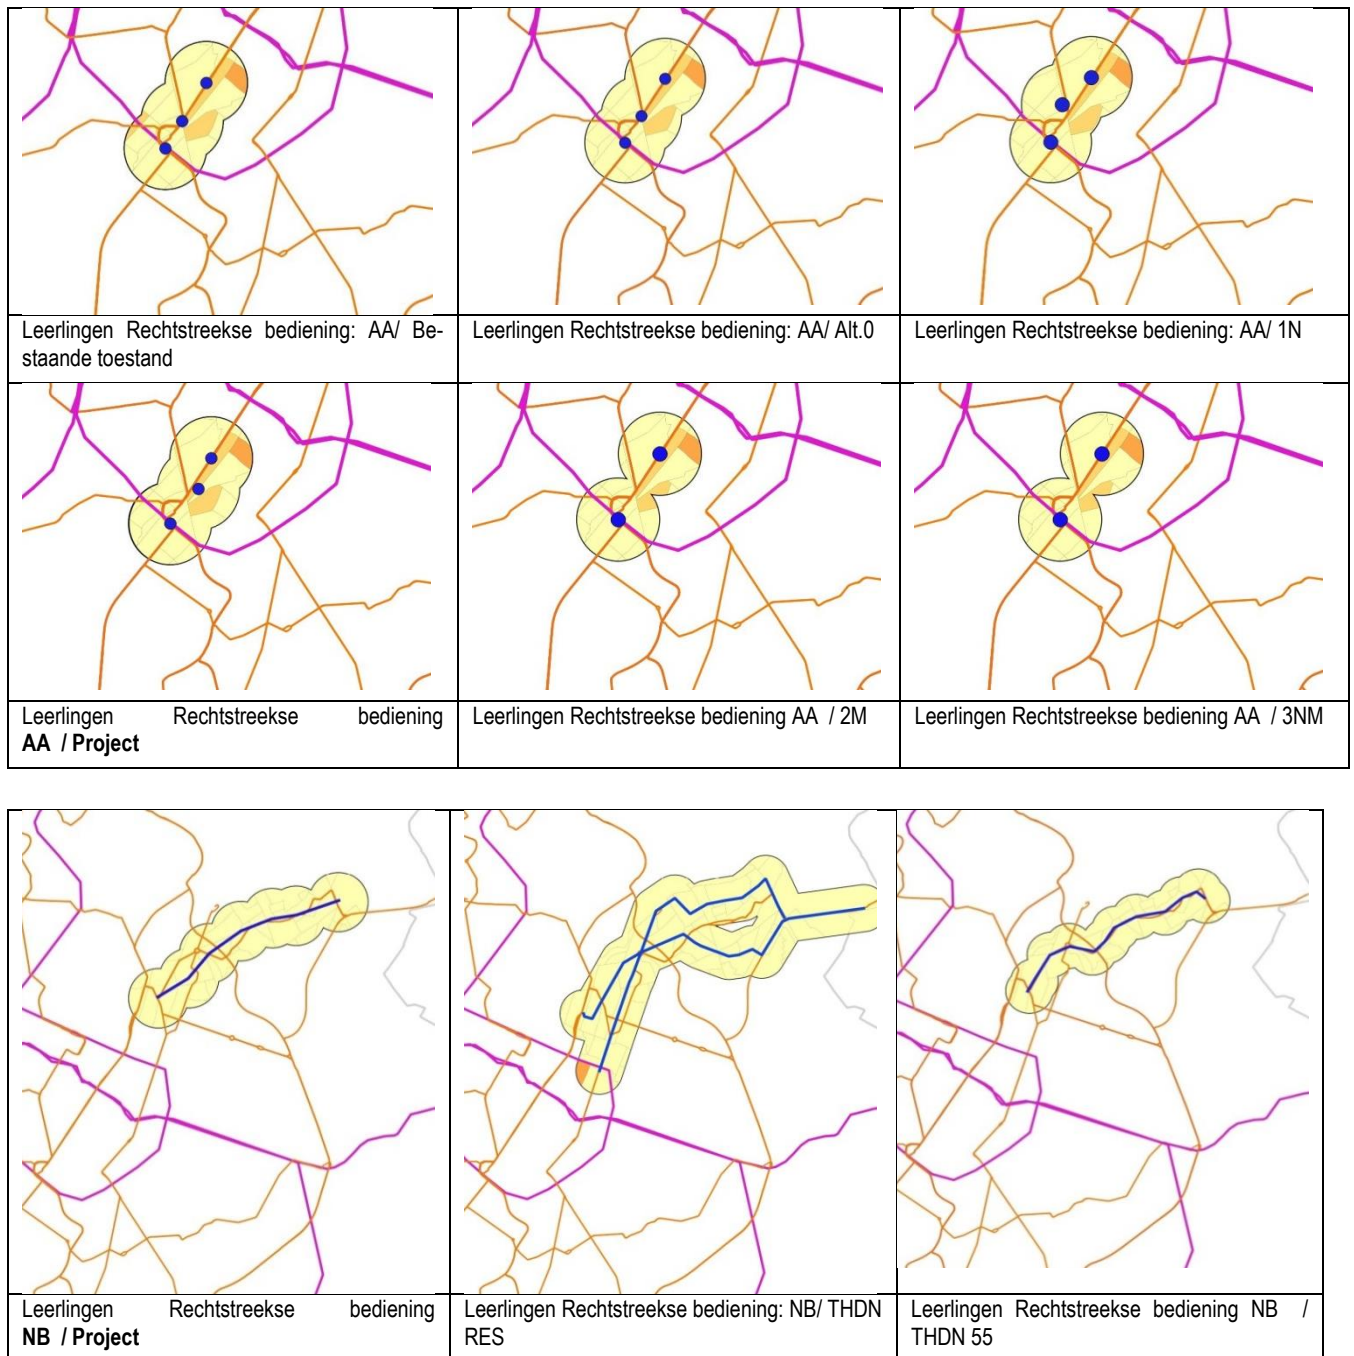 Leerlingen Rechtstreekse bediening: AA/ Be-
staande toestand
Leerlingen Rechtstreekse bediening: AA/ Alt.0
Leerlingen Rechtstreekse bediening: AA/ 1N
Leerlingen Rechtstreekse bediening
AA / Project
Leerlingen Rechtstreekse bediening AA / 2M
Leerlingen Rechtstreekse bediening AA / 3NM
Leerlingen Rechtstreekse bediening
NB / Project
Leerlingen Rechtstreekse bediening: NB/ THDN
RES
Leerlingen Rechtstreekse bediening NB /
THDN 55